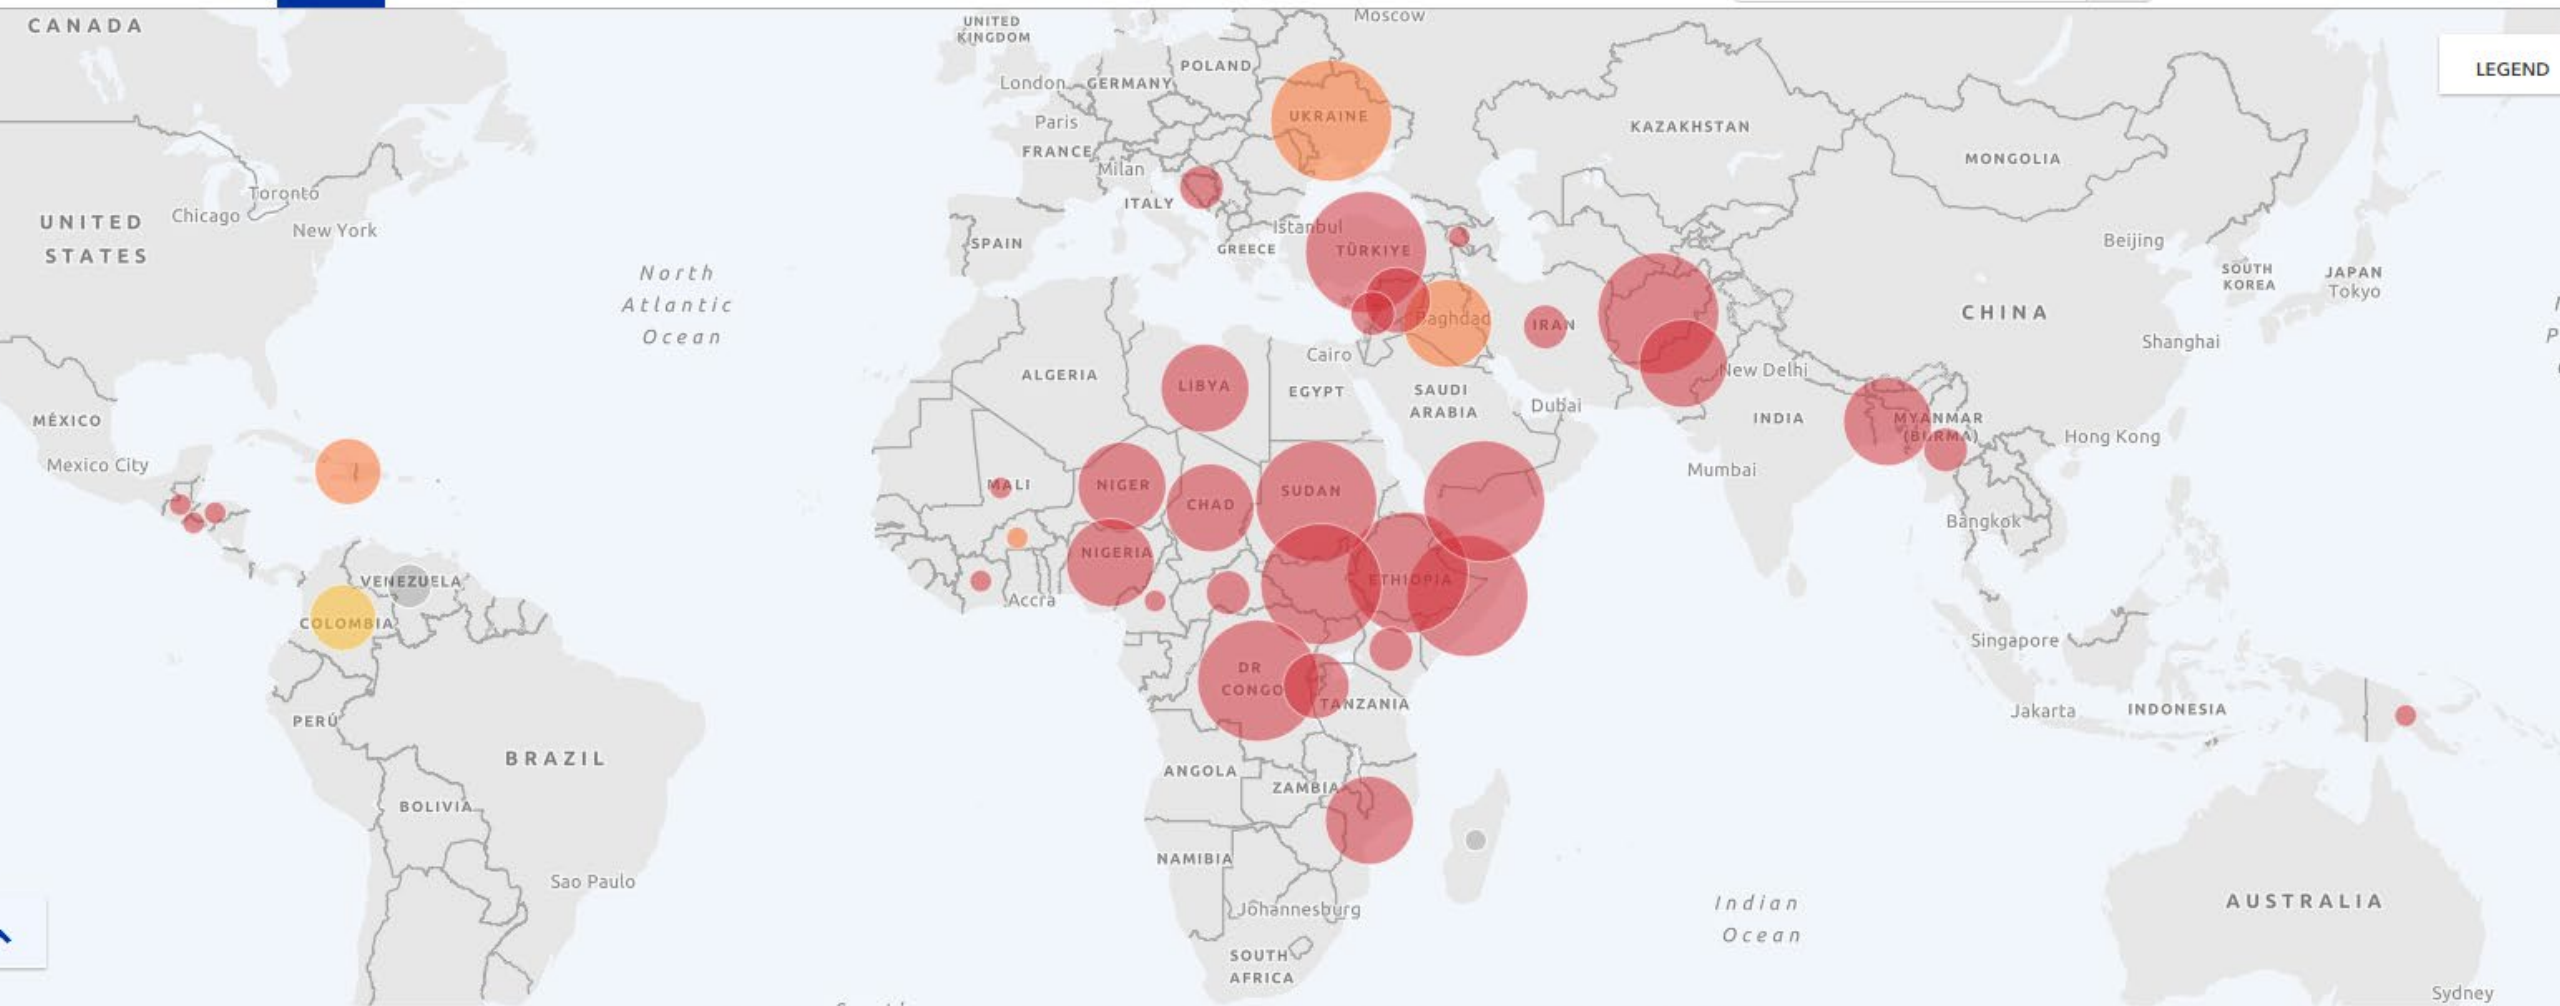 Moscow
CANADA
UNITED
KINGDOM
POLAND
LEGEND
London
GERMANY
UKRAINE
Paris
KAZAKHSTAN
FRANCE
MONGOLIA
Milan
Toronto
ITALY
Chicago
UNITED
STATES
New York
Istanbul
Beijing
SPAIN
GREECE
TÜRKIYE
North
Atlantic
Ocean
SOUTH
KOREA
JAPAN
Tokyo
CHINA
Baghdad
IRAN
Shanghai
Cairo
New Delhi
ALGERIA
LIBYA
EGYPT
SAUDI
ARABIA
Dubai
MÉXICO
INDIA
MYANMAR
(BURMA)
Hong Kong
Mexico City
Mumbai
MALI
NIGER
CHAD
SUDAN
Bangkok
NIGERIA
VENEZUELA
ETHIOPIA
Accra
COLOMBIA
Singapore
DR
CONGO
TANZANIA
Jakarta
INDONESIA
PERÚ
BRAZIL
ANGOLA
ZAMBIA
BOLIVIA
NAMIBIA
Sao Paulo
Johannesburg
Indian
Ocean
AUSTRALIA
SOUTH
AFRICA
Sydney